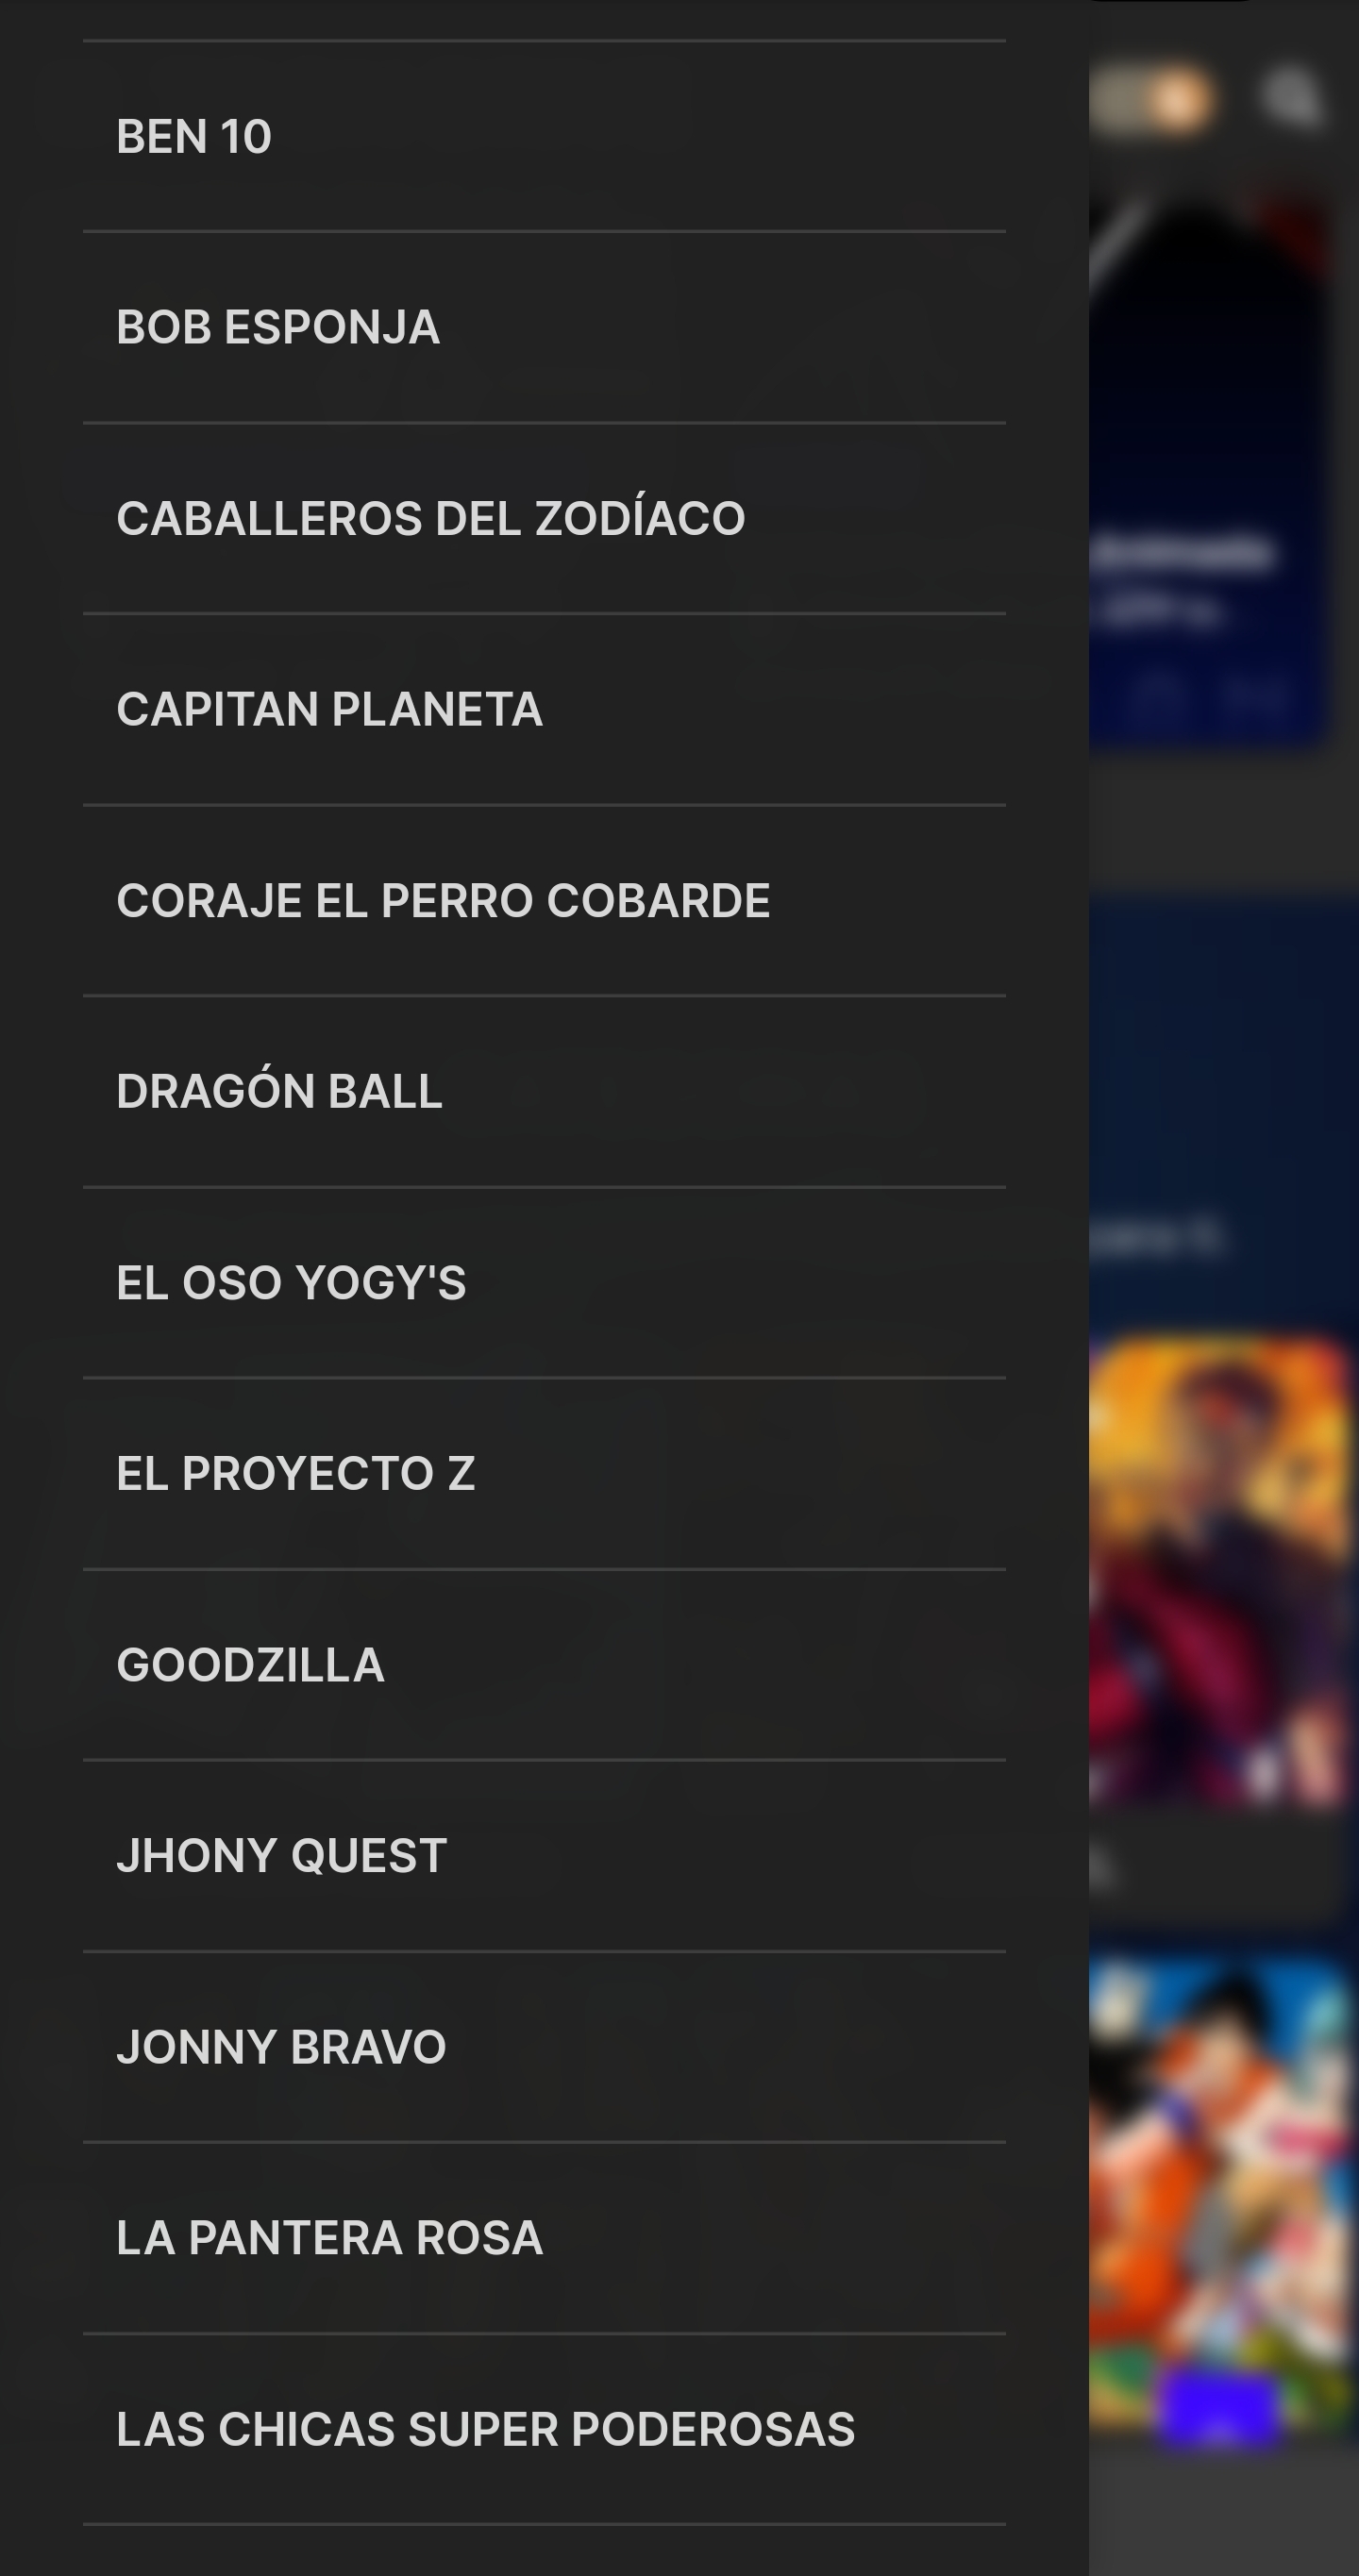 BEN 10
BOB ESPONJA
CABALLEROS DEL ZODÍACO
CAPITAN PLANETA
CORAJE EL PERRO COBARDE
DRAGÓN BALL
EL OSO YOGY'S
EL PROYECTO Z
GOODZILLA
JHONY QUEST
JONNY BRAVO
LA PANTERA ROSA
LAS CHICAS SUPER PODEROSAS